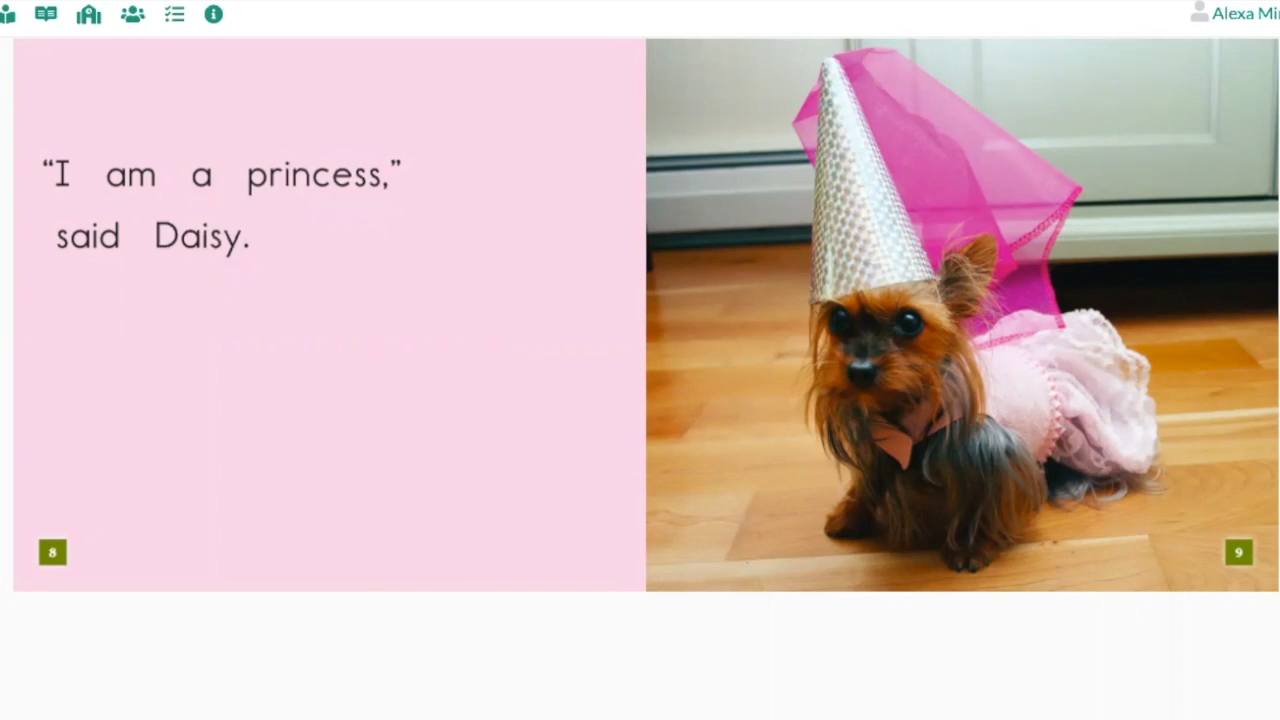 Alexa Mi
“I am a princess,”
said Daisy.
8
9